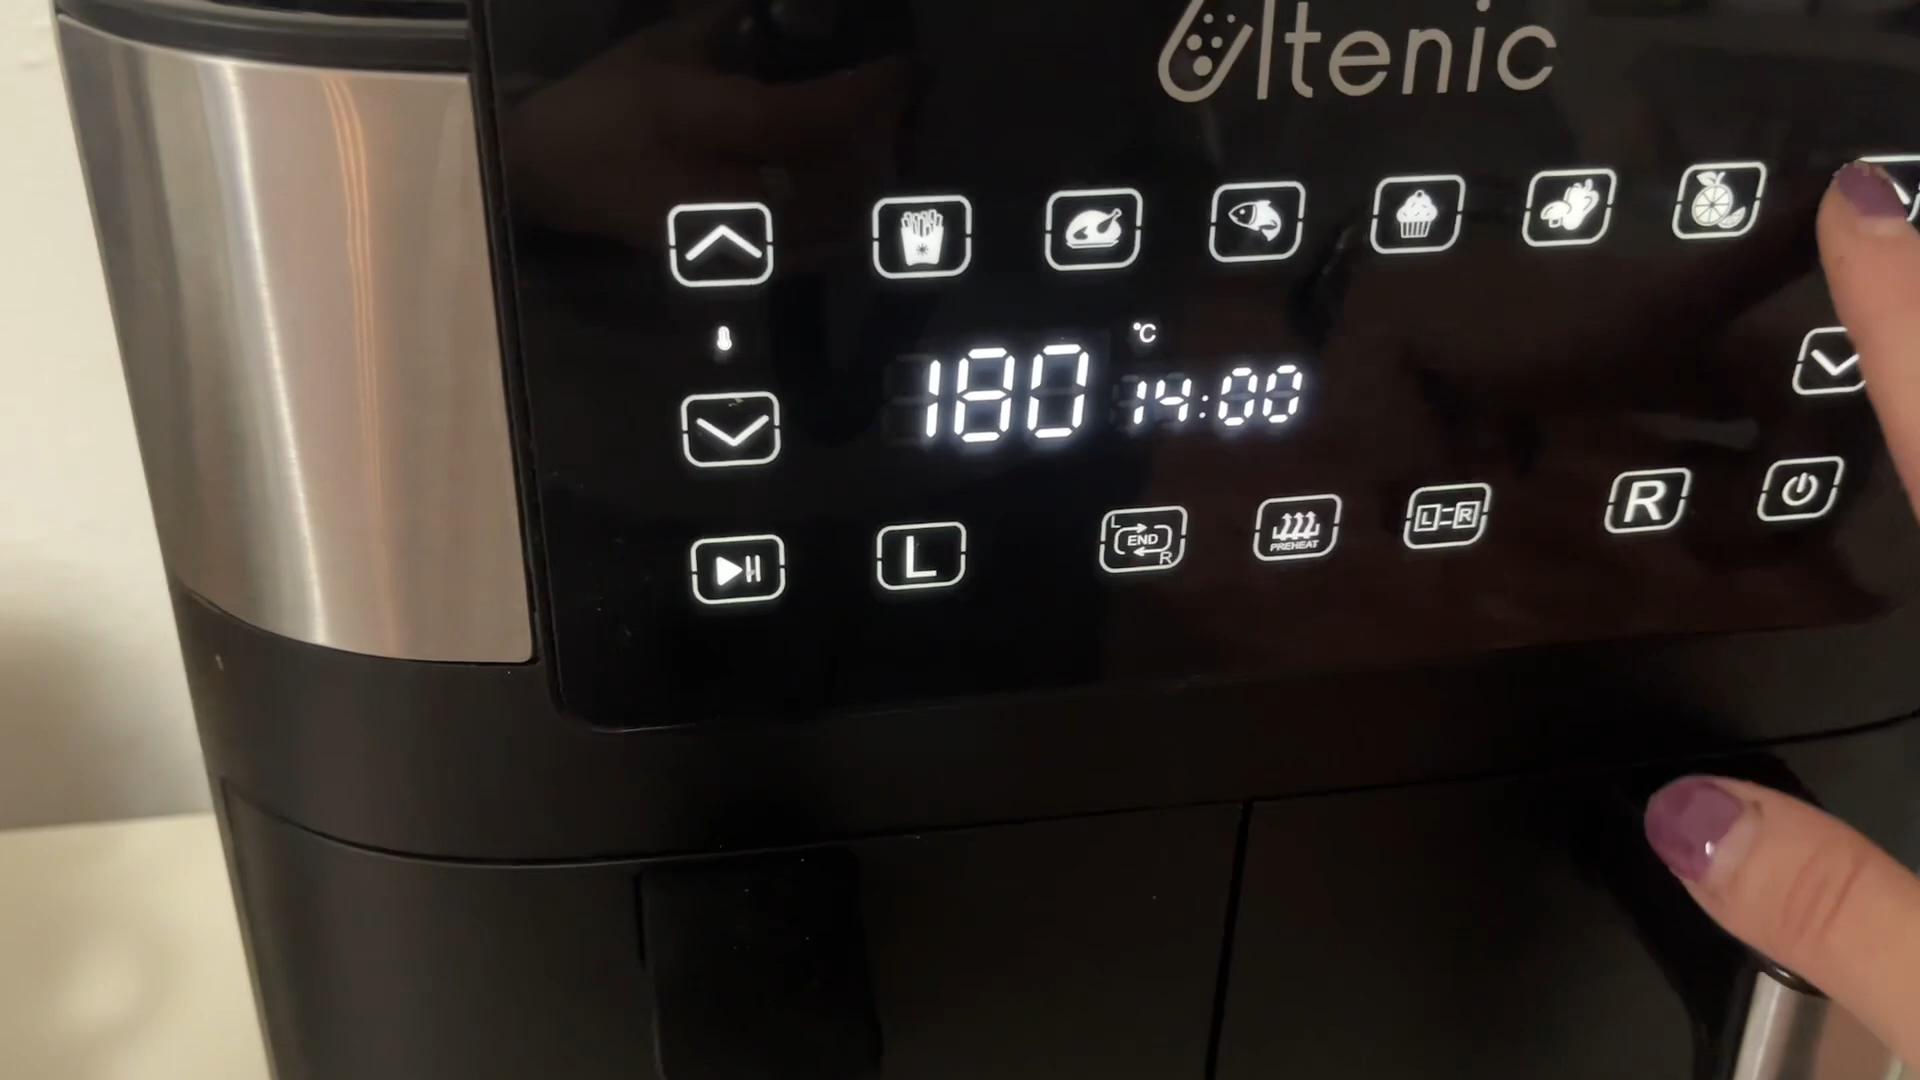 Ultenic
°C
180 14:00
L
L END R
PREHEAT
L=R
R